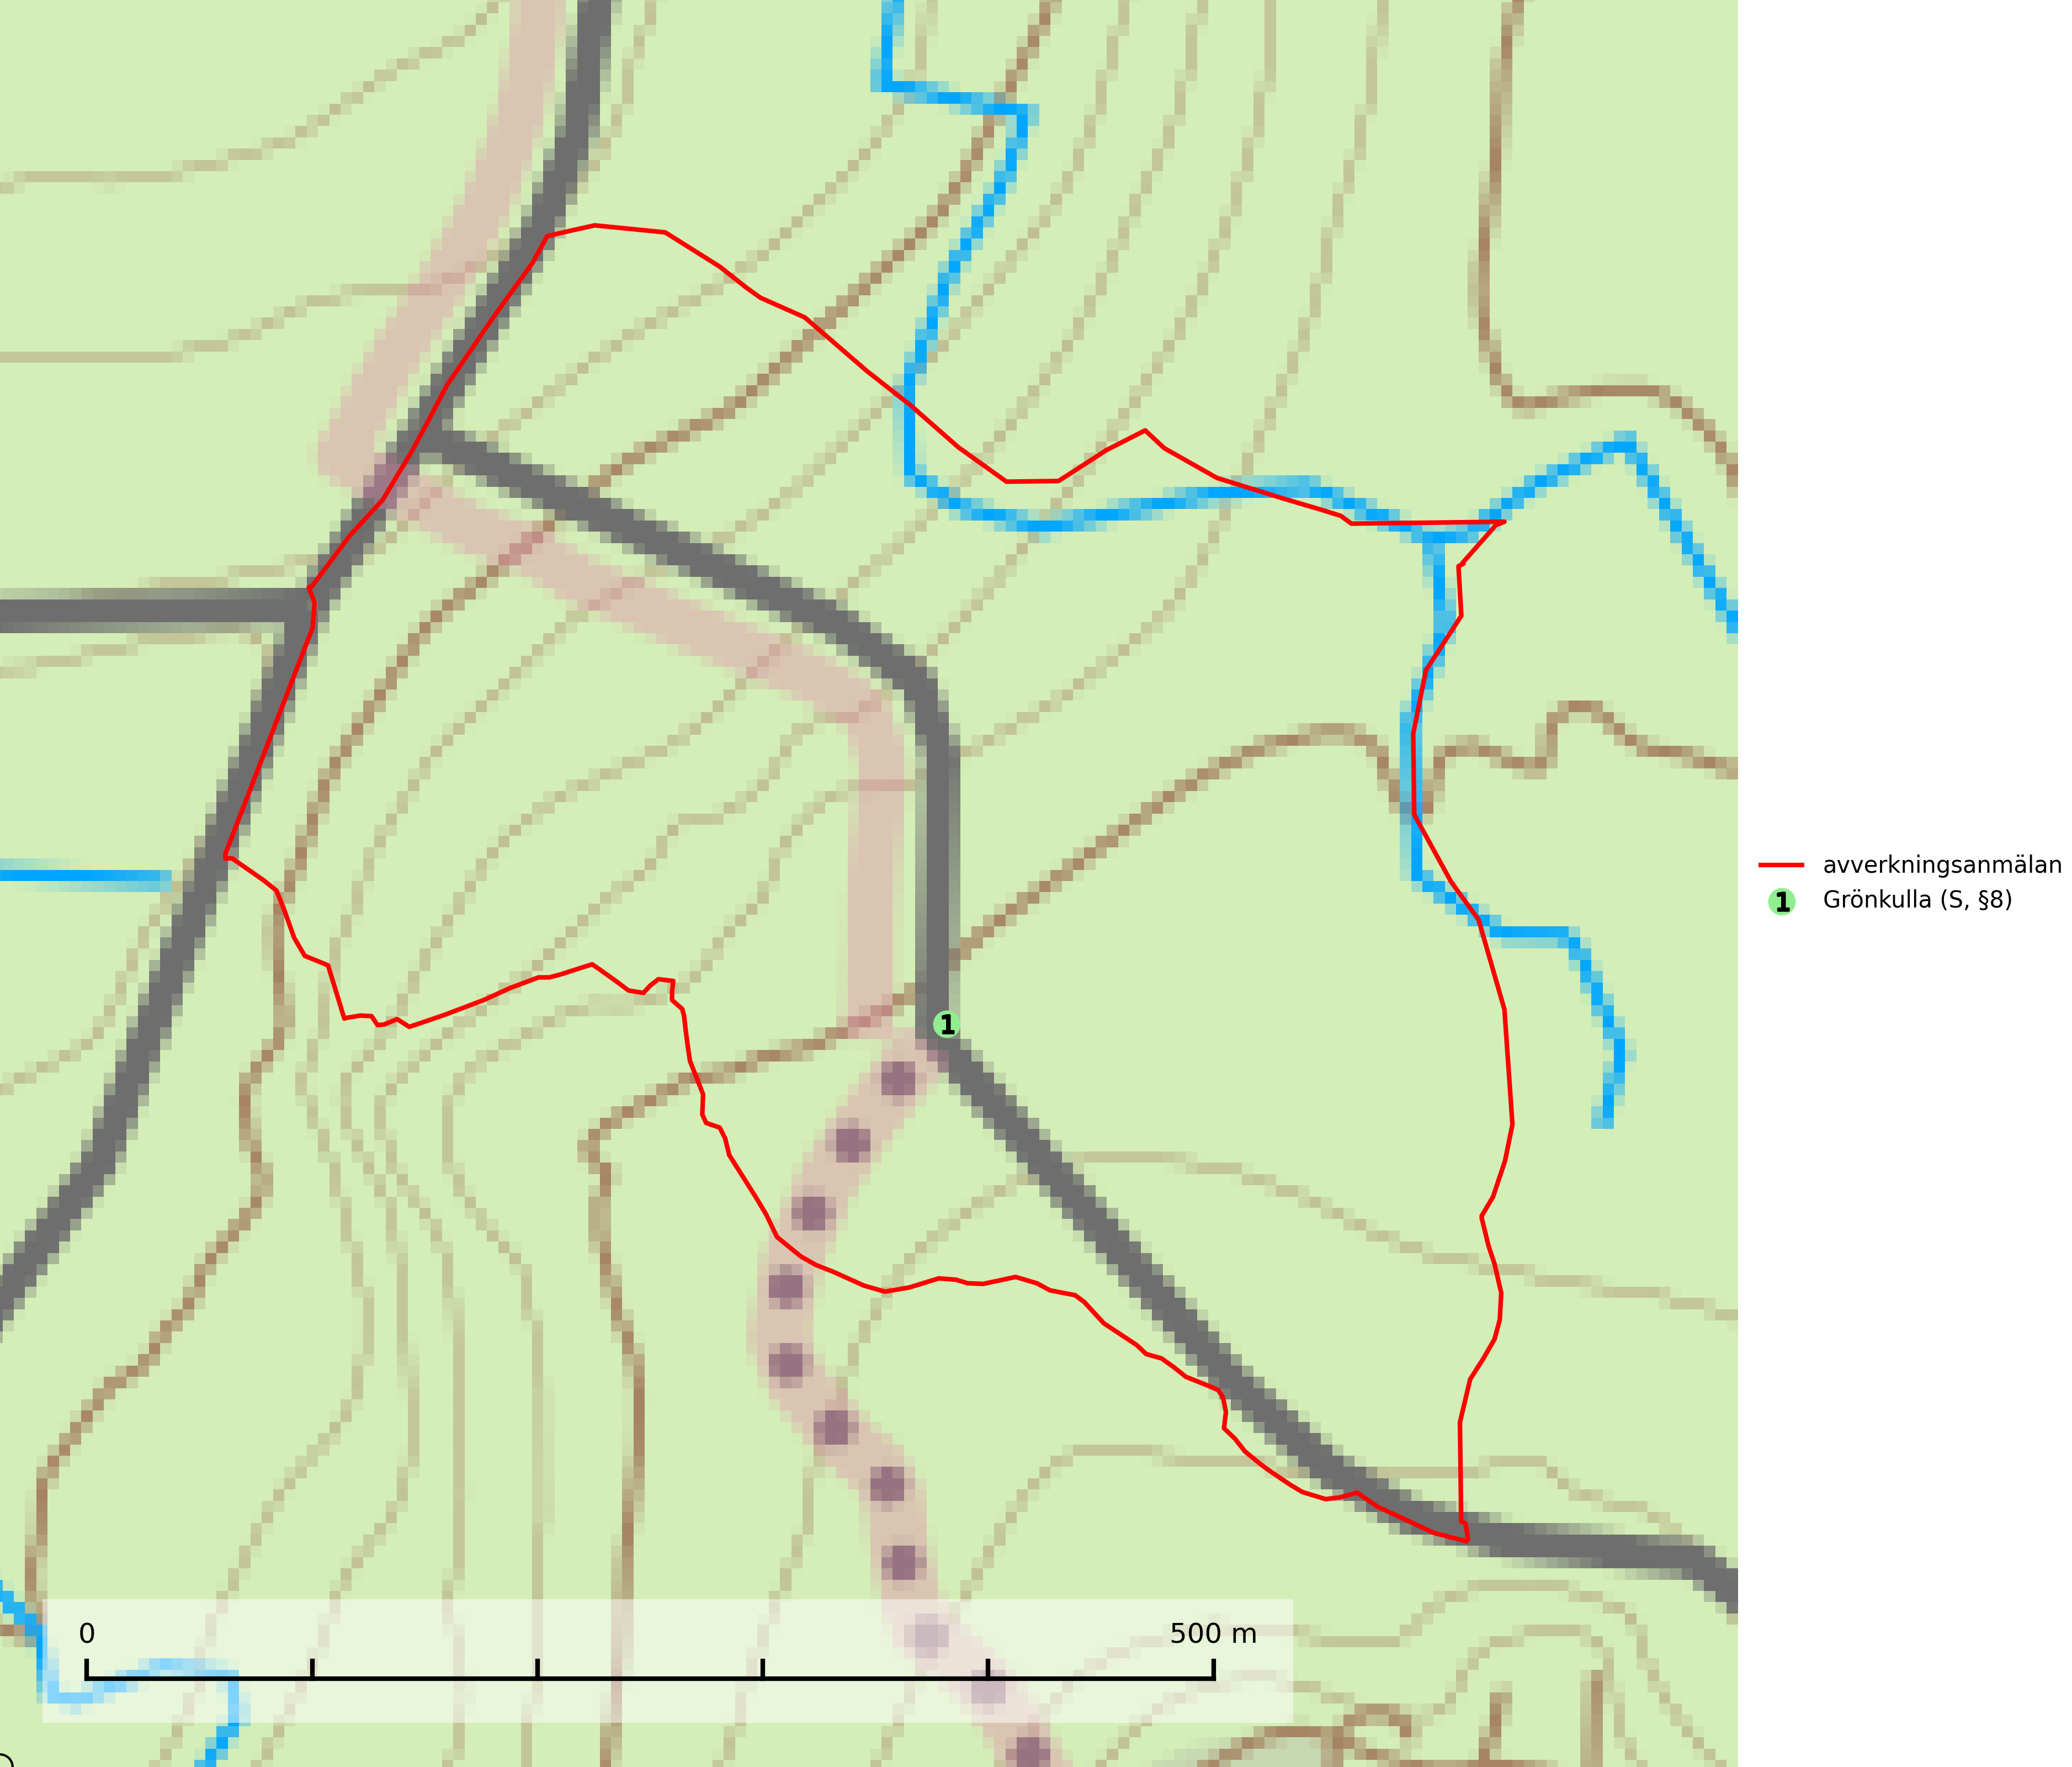 avverkningsanmälan
1 Grönkulla (S, §8)
1
0 500 m